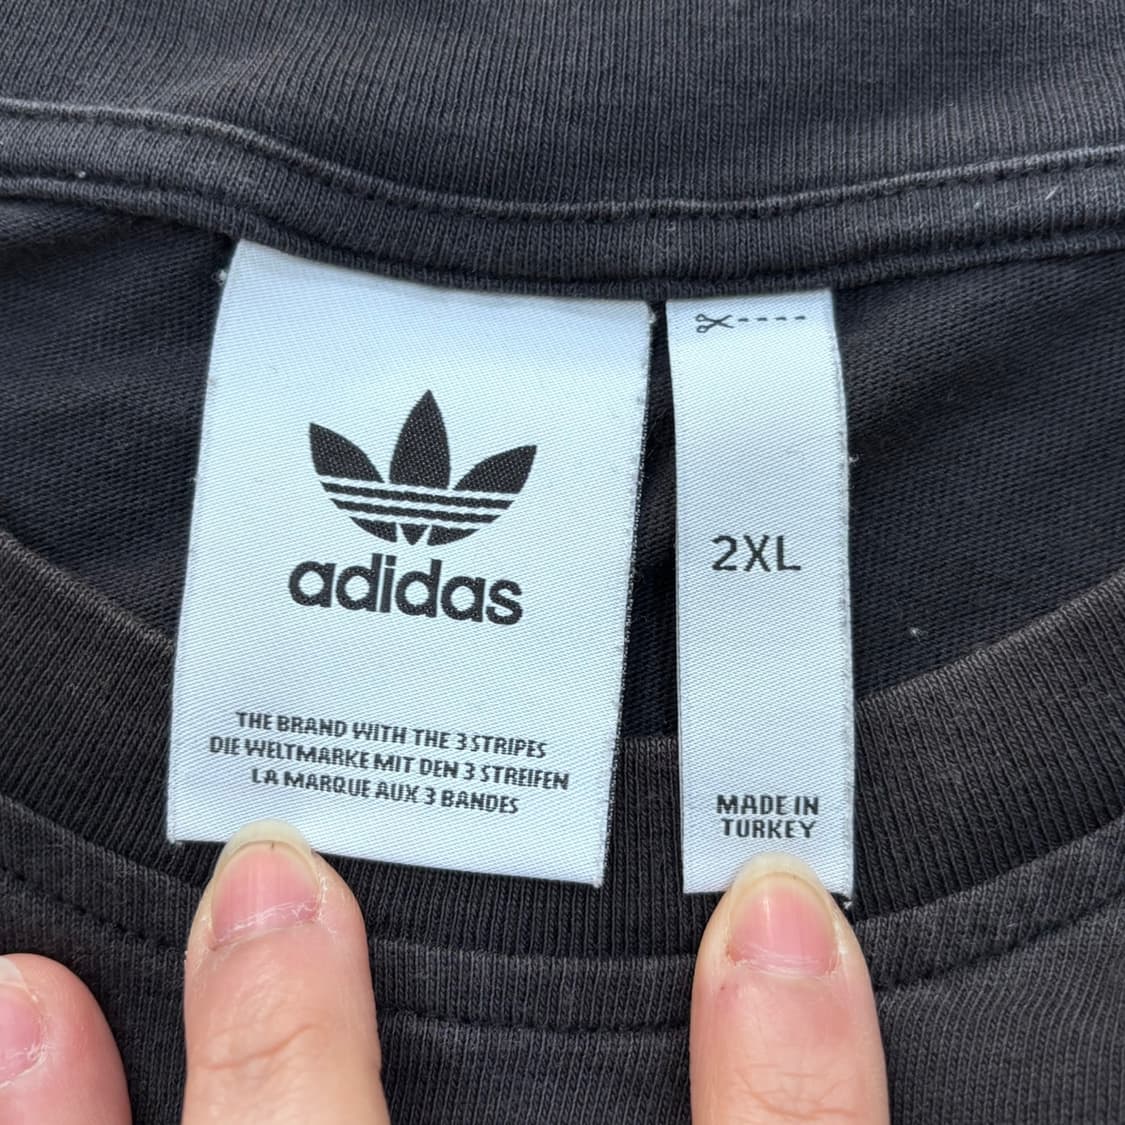 adidas
THE BRAND WITH THE 3 STRIPES
DIE WELTMARKE MIT DEN 3 STREIFEN
LA MARQUE AUX 3 BANDES
2XL
MADE IN
TURKEY